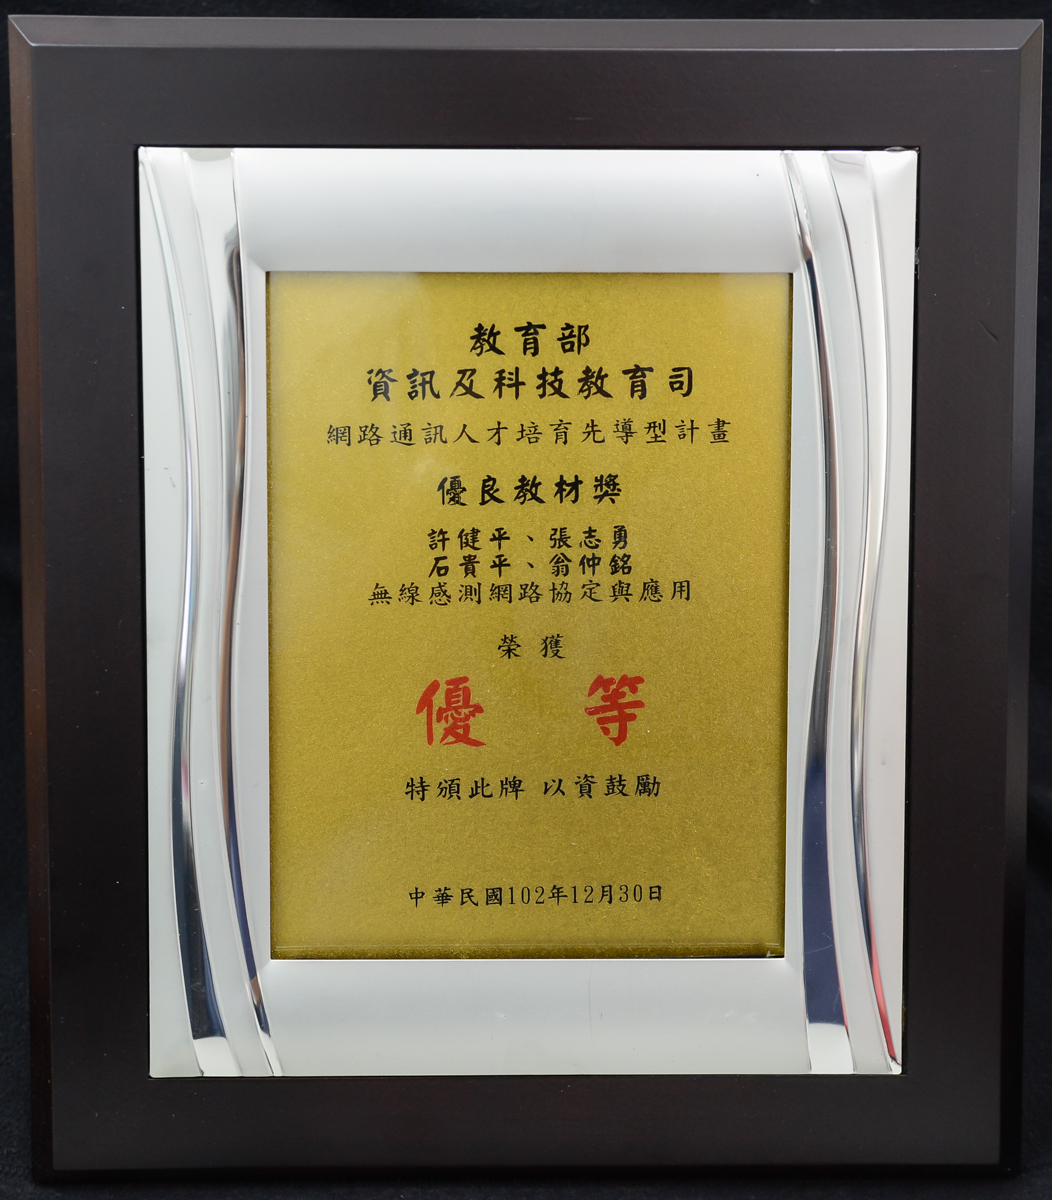 教育部
資訊及科技教育司
網路通訊人才培育先導型計畫
優良教材獎
許健平、張志勇
石貴平、翁仲銘
無線感測網路協定與應用
榮獲
優等
特頒此牌 以資鼓勵
中華民國102年12月30日